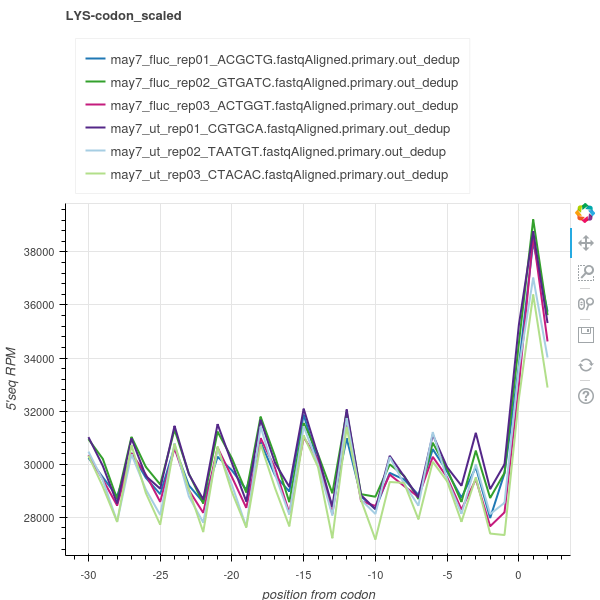 LYS-codon_scaled
may7_fluc_rep01_ACGCTG.fastqAligned.primary.out_dedup
may7_fluc_rep02_GTGATC.fastqAligned.primary.out_dedup
may7_fluc_rep03_ACTGGT.fastqAligned.primary.out_dedup
may7_ut_rep01_CGTGCA.fastqAligned.primary.out_dedup
may7_ut_rep02_TAATGT.fastqAligned.primary.out_dedup
may7_ut_rep03_CTACAC.fastqAligned.primary.out_dedup
5'seq RPM
38000
36000
34000
32000
30000
28000
-30 -25 -20 -15 -10 -5 0
position from codon